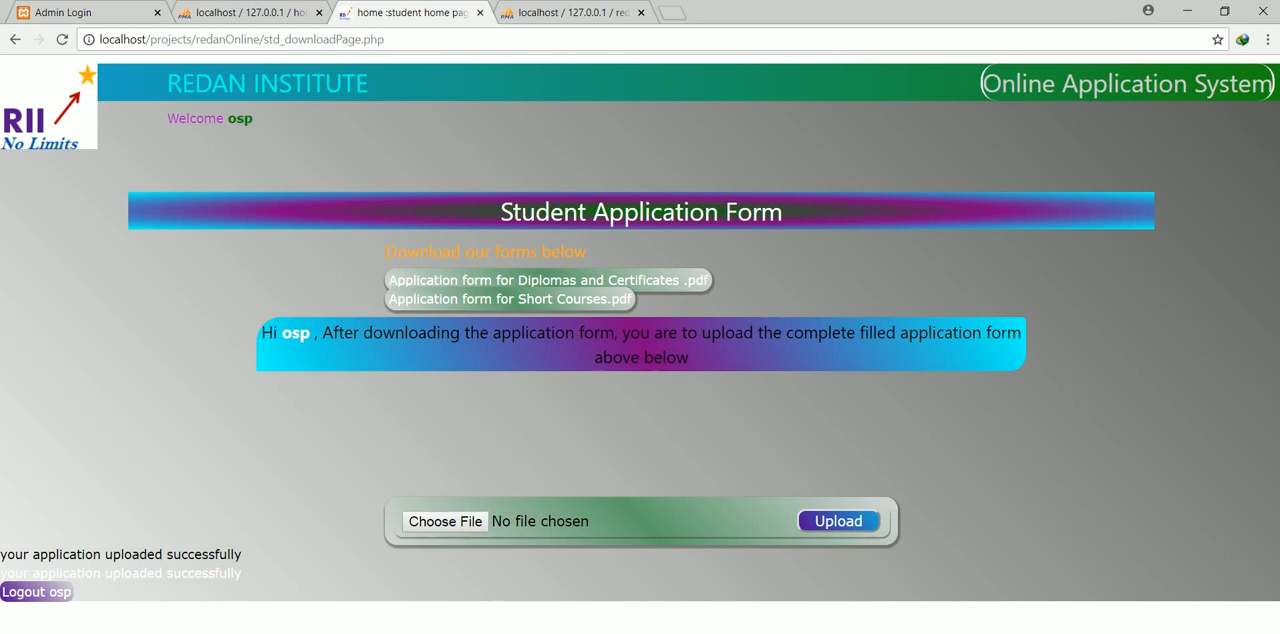 Admin Login
localhost / 127.0.0.1 / ho
home :student home pag
localhost / 127.0.0.1 / re
localhost/projects/redanOnline/std_downloadPage.php
REDAN INSTITUTE
Online Application System
RII
No Limits
Welcome osp
Student Application Form
Download our forms below
Application form for Diplomas and Certificates .pdf
Application form for Short Courses.pdf
Hi osp , After downloading the application form, you are to upload the complete filled application form
above below
Choose File No file chosen
Upload
your application uploaded successfully
your application uploaded successfully
Logout osp